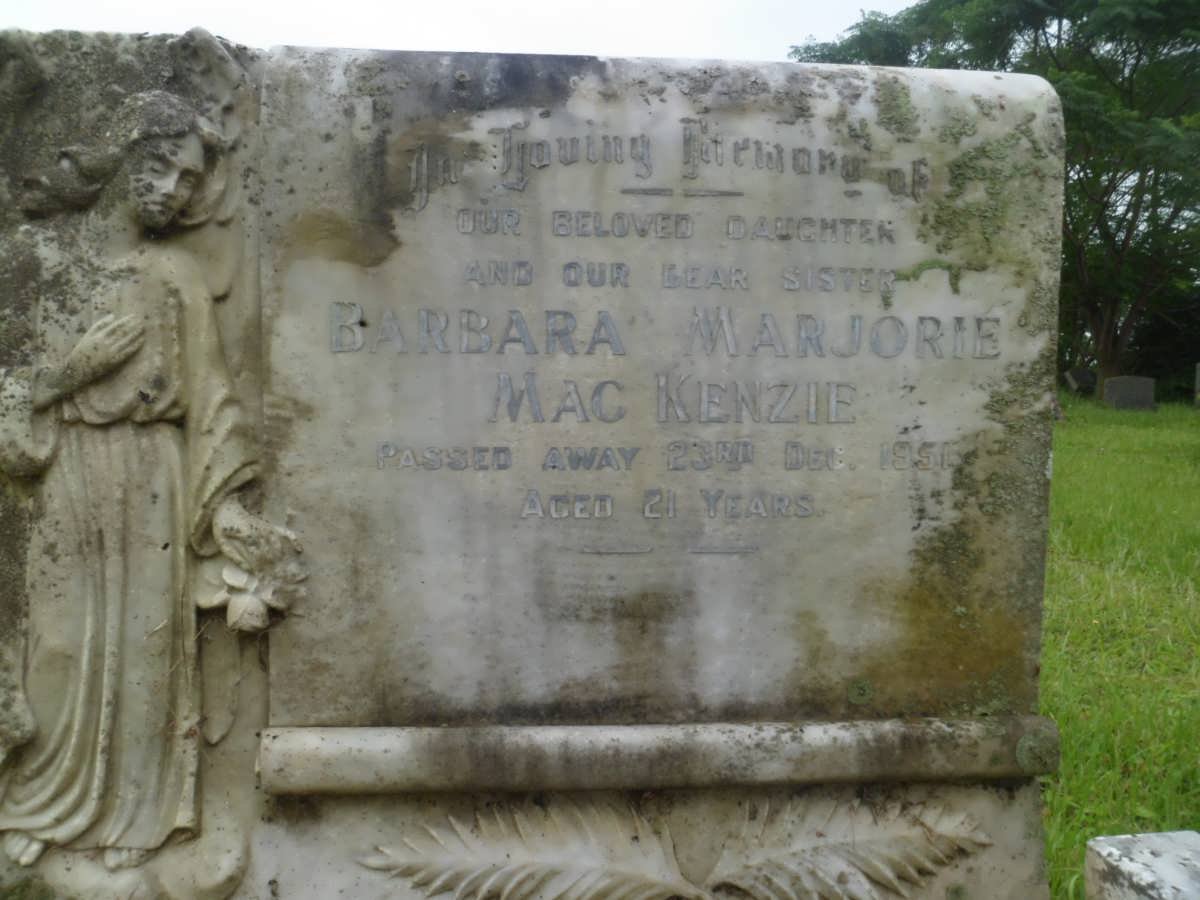 In Loving Memory of
OUR BELOVED DAUGHTER
AND OUR DEAR SISTER
BARBARA MARJORIE
MAC KENZIE
PASSED AWAY 23RD DEC. 1951
AGED 21 YEARS.